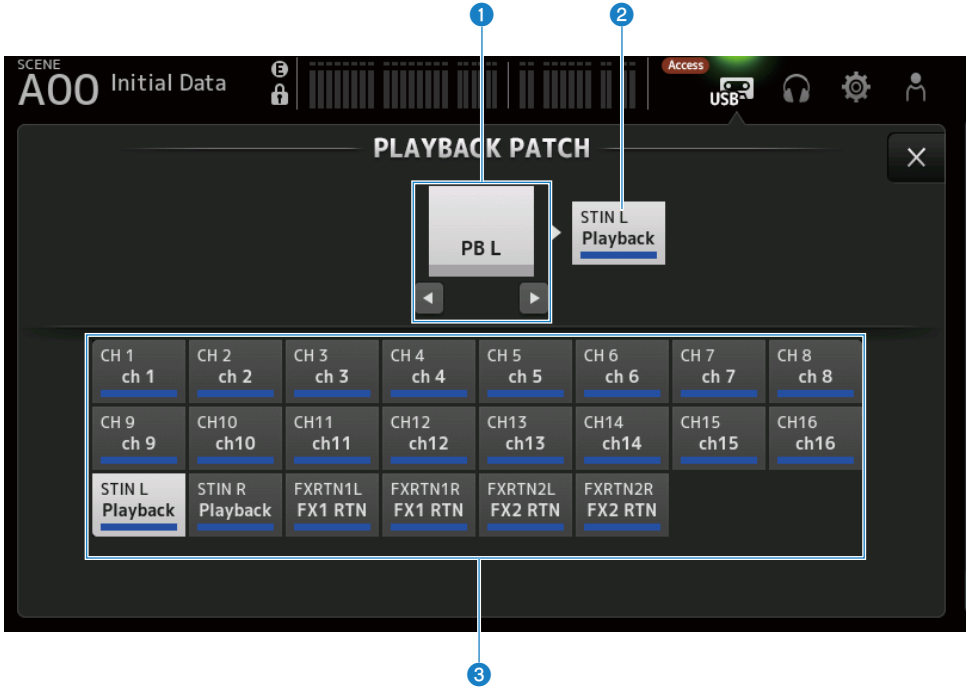 1 2
SCENE
A00 Initial Data
E
Access
USB
PLAYBACK PATCH
PB L
STIN L
Playback
CH 1 CH 2 CH 3 CH 4 CH 5 CH 6 CH 7 CH 8
ch 1 ch 2 ch 3 ch 4 ch 5 ch 6 ch 7 ch 8
CH 9 CH10 CH11 CH12 CH13 CH14 CH15 CH16
ch 9 ch10 ch11 ch12 ch13 ch14 ch15 ch16
STIN L STIN R FXRTN1L FXRTN1R FXRTN2L FXRTN2R
Playback Playback FX1 RTN FX1 RTN FX2 RTN FX2 RTN
3